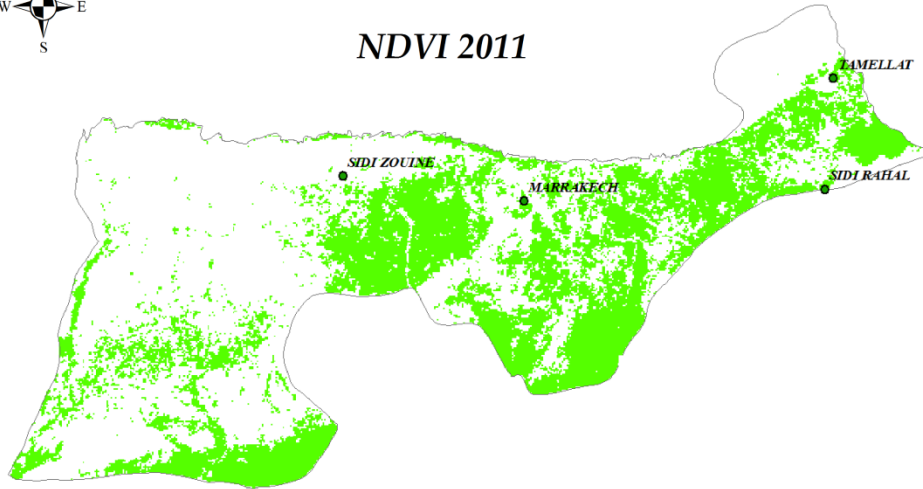 W E
S
NDVI 2011
TAMELLAT
SIDI ZOUINE
SIDI RAHAL
MARRAKECH